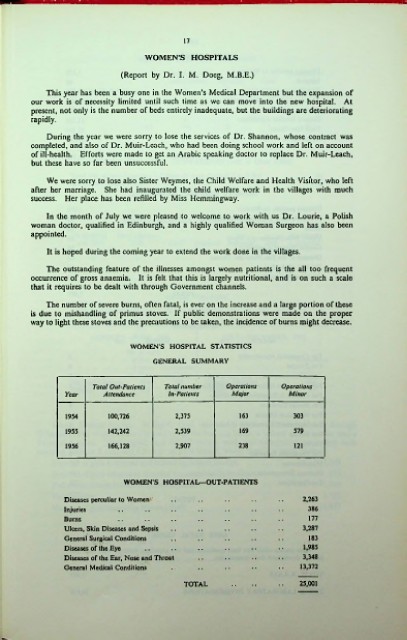 13
WOMEN'S HOSPITALS
(Report by Dr. I. M. Doeg, M.B.E.)
This year has been a busy one in the Women's Medical Department but the expansion of
our work is of necessity limited until such time as we can move into the new hospital. At
present, not only is the number of beds entirely inadequate, but the buildings are deteriorating
rapidly.
During the year we were sorry to lose the services of Dr. Shannon, whose contract was
completed, and also of Dr. Muir-Leach, who had been doing school work and left on account
of ill-health. Efforts were made to get an Arabic speaking doctor to replace Dr. Muir-Leach,
but these have so far been unsuccessful.
We were sorry to lose also Sister Weymes, the Child Welfare and Health Visitor, who left
after her marriage. She had inaugurated the child welfare work in the villages with much
success. Her place has been refilled by Miss Hemmingway.
In the month of July we were pleased to welcome to work with us Dr. Lourie, a Polish
woman doctor, qualified in Edinburgh, and a highly qualified Woman Surgeon has also been
appointed.
It is hoped during the coming year to extend the work done in the villages.
The outstanding feature of the illnesses amongst women patients is the all too frequent
occurrence of gross anaemia. It is felt that this is largely nutritional, and is on such a scale
that it requires to be dealt with through Government channels.
The number of severe burns, often fatal, is ever on the increase and a large portion of these
is due to mishandling of primus stoves. If public demonstrations were made on the proper
way to light these stoves and the precautions to be taken, the incidence of burns might decrease.
WOMEN'S HOSPITAL STATISTICS
GENERAL SUMMARY
Year Total Out-Patients Attendance Total number In-Patients Operations Major Operations Minor
1954 100,726 2,375 163 303
1955 142,242 2,539 169 579
1956 166,128 2,907 238 121
WOMEN'S HOSPITAL—OUT-PATIENTS
Diseases perculiar to Women .. .. .. .. .. 2,263
Injuries .. .. .. .. .. .. .. 386
Burns .. .. .. .. .. .. .. 177
Ulcers, Skin Diseases and Sepsis .. .. .. .. .. 3,287
General Surgical Conditions .. .. .. .. .. 183
Diseases of the Eye .. .. .. .. .. .. 1,985
Diseases of the Ear, Nose and Throat .. .. .. .. 3,348
General Medical Conditions . .. .. .. .. 13,372
TOTAL .. .. .. 25,001